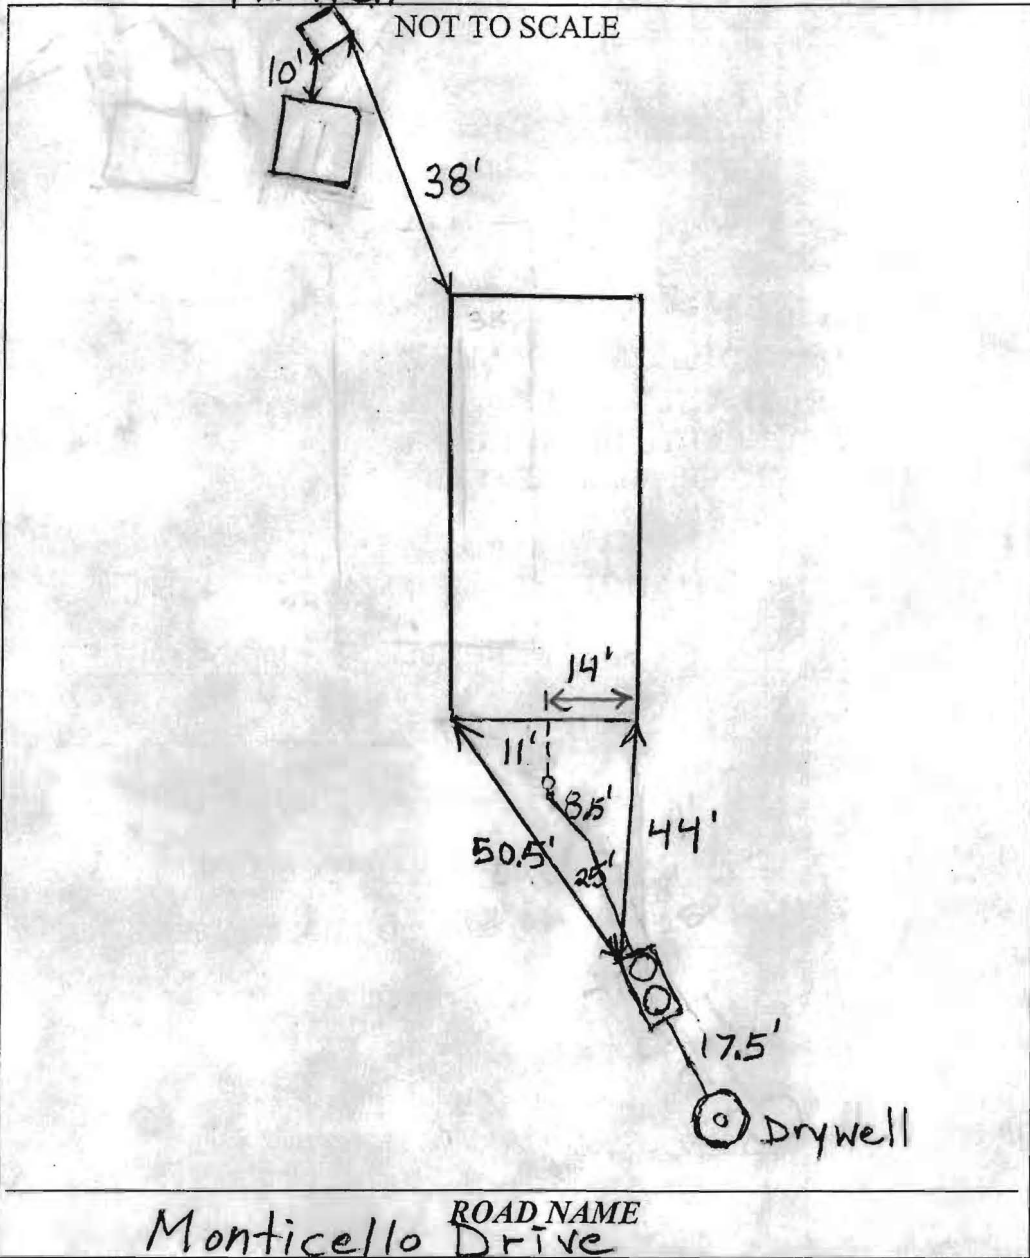 NOT TO SCALE
10'
38'
14'
11'
8.5'
50.5'
44'
25'
17.5'
Drywell
ROAD NAME
Monticello Drive